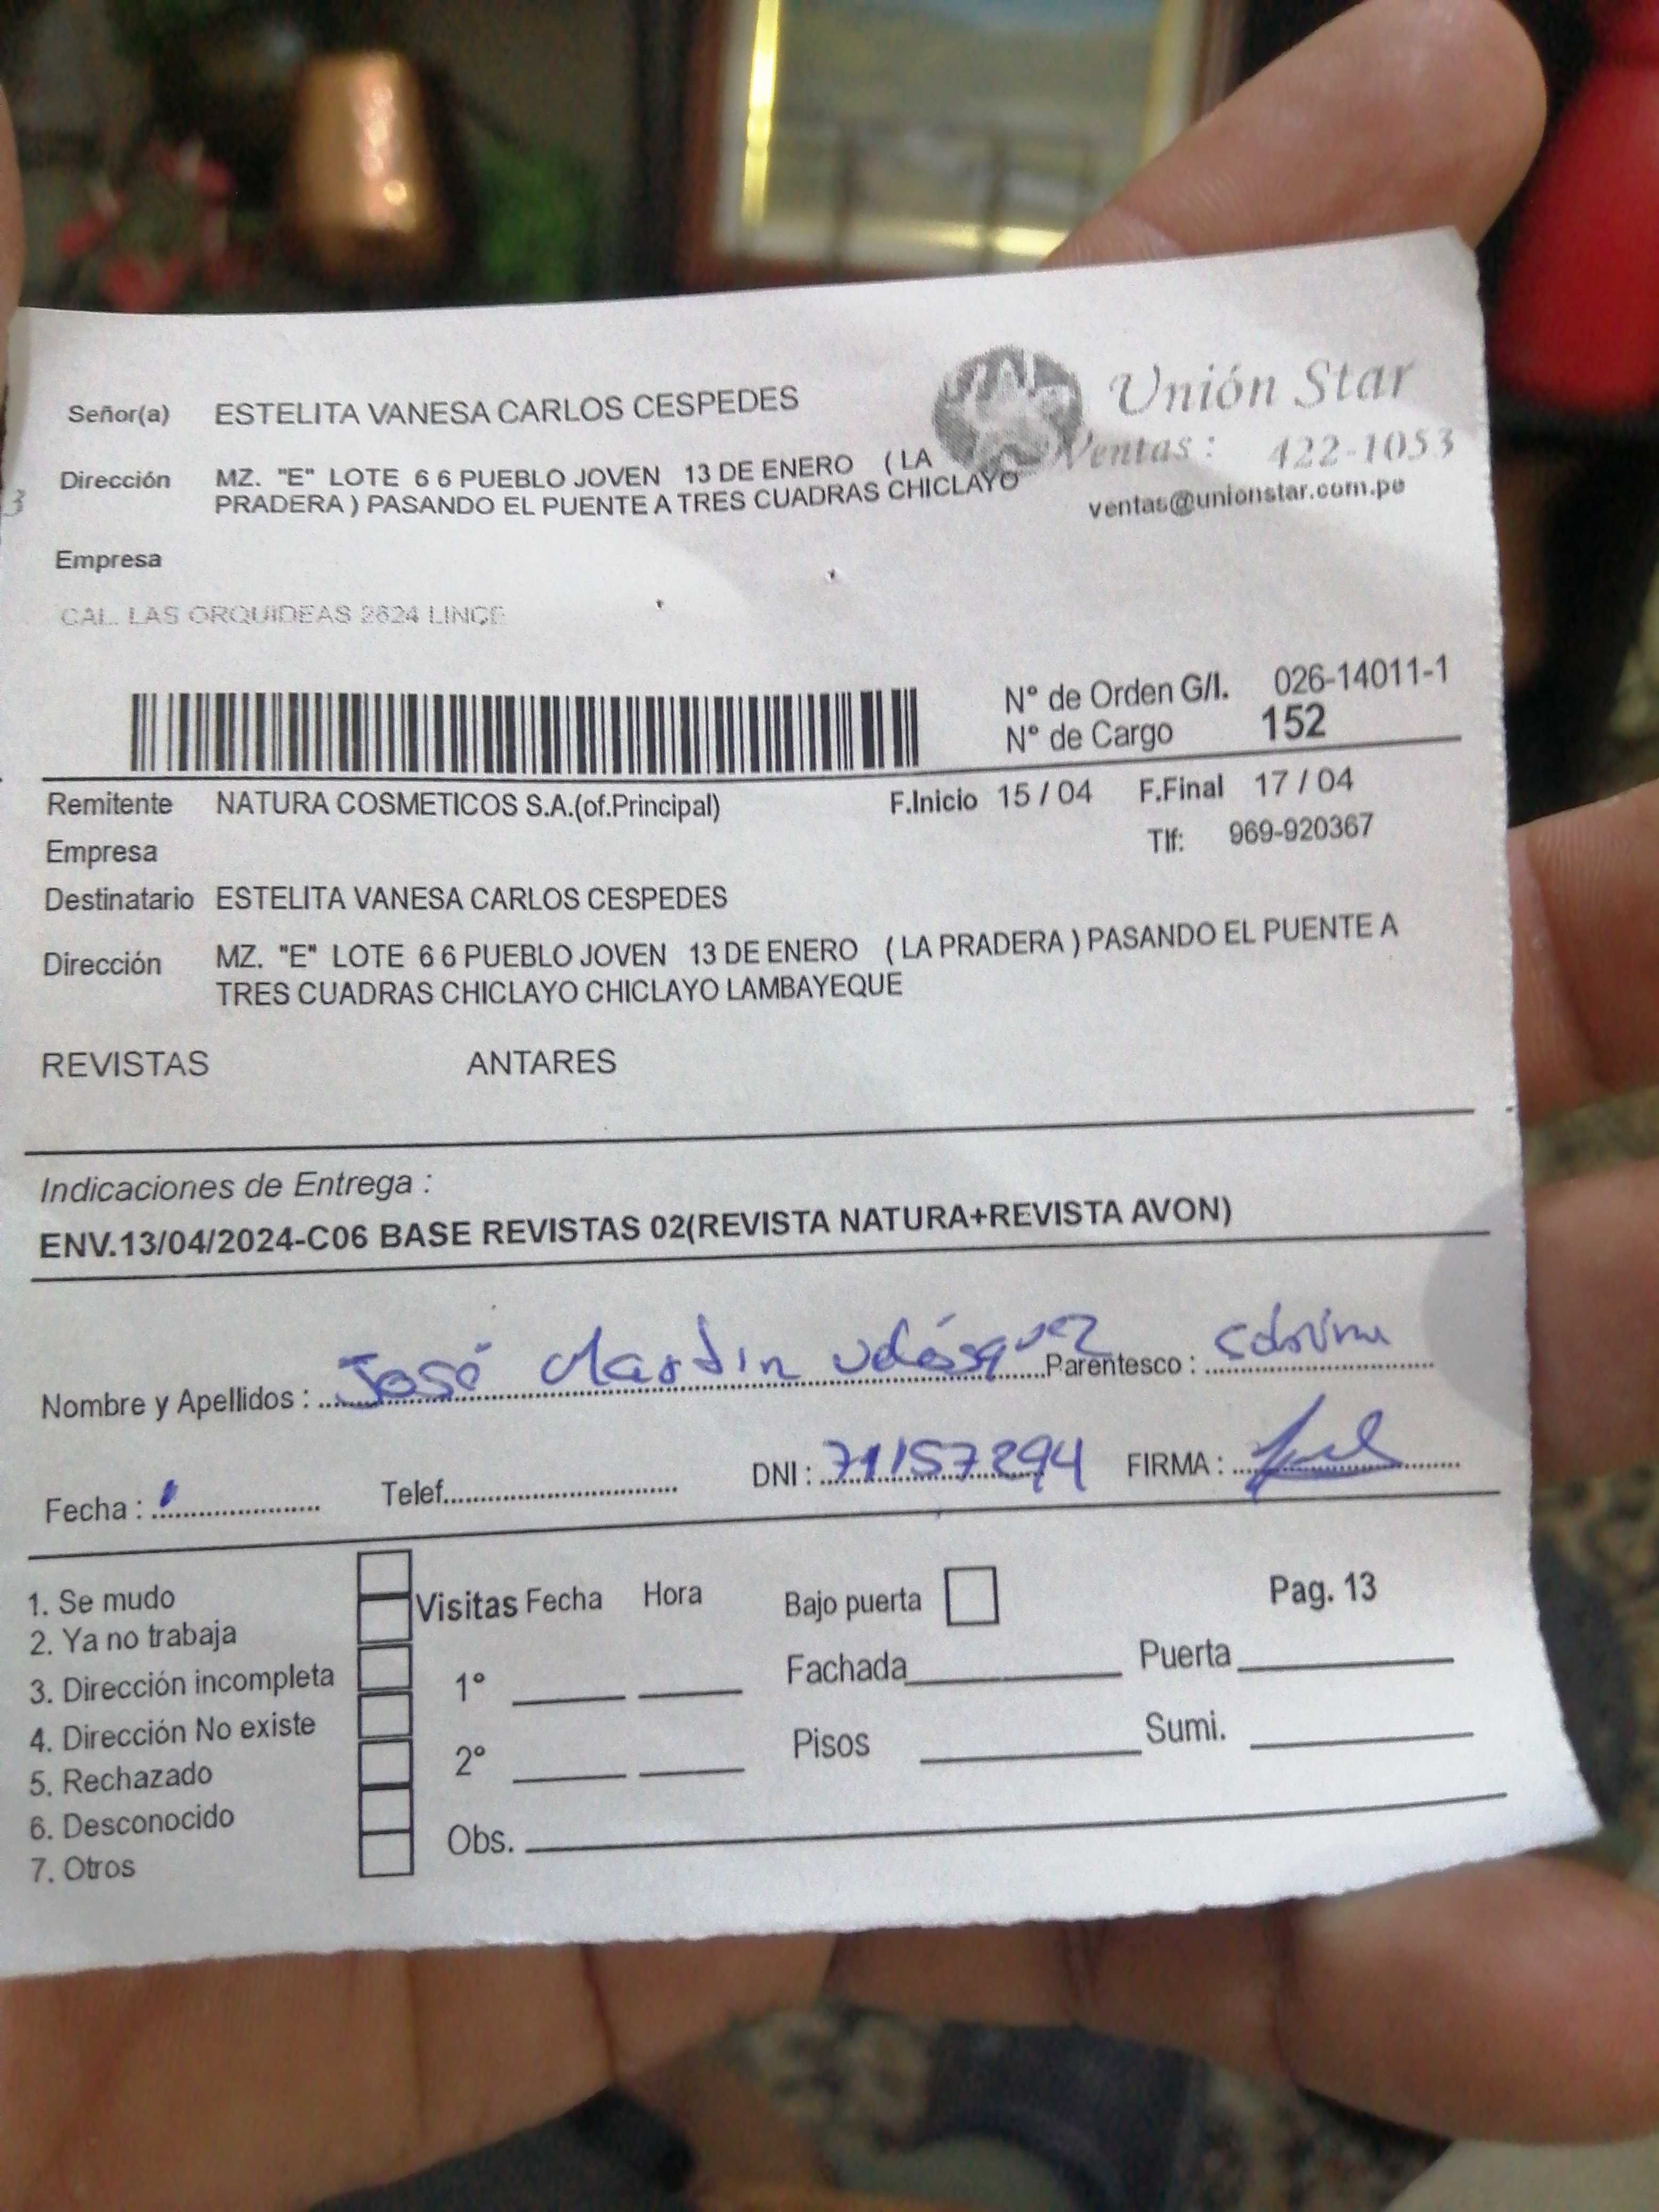 Señor(a) ESTELITA VANESA CARLOS CESPEDES
Unión Star
Ventas: 422-1053
ventas@unionstar.com.pe
Dirección MZ. "E" LOTE 6 6 PUEBLO JOVEN 13 DE ENERO ( LA
PRADERA ) PASANDO EL PUENTE A TRES CUADRAS CHICLAYO
3
Empresa
CAL. LAS ORQUIDEAS 2624 LINCE
N° de Orden G/I. 026-14011-1
N° de Cargo 152
Remitente NATURA COSMETICOS S.A.(of.Principal) F.Inicio 15 / 04 F.Final 17 / 04
Empresa Tlf: 969-920367
Destinatario ESTELITA VANESA CARLOS CESPEDES
Dirección MZ. "E" LOTE 6 6 PUEBLO JOVEN 13 DE ENERO ( LA PRADERA ) PASANDO EL PUENTE A
TRES CUADRAS CHICLAYO CHICLAYO LAMBAYEQUE
REVISTAS ANTARES
Indicaciones de Entrega :
ENV.13/04/2024-C06 BASE REVISTAS 02(REVISTA NATURA+REVISTA AVON)
Nombre y Apellidos : José Martin Velásquez Parentesco :
Fecha : Telef. DNI : 71157294 FIRMA :
1. Se mudo
2. Ya no trabaja
3. Dirección incompleta
4. Dirección No existe
5. Rechazado
6. Desconocido
7. Otros
Visitas Fecha Hora
1°
2°
Obs.
Bajo puerta Pag. 13
Fachada Puerta
Pisos Sumi.